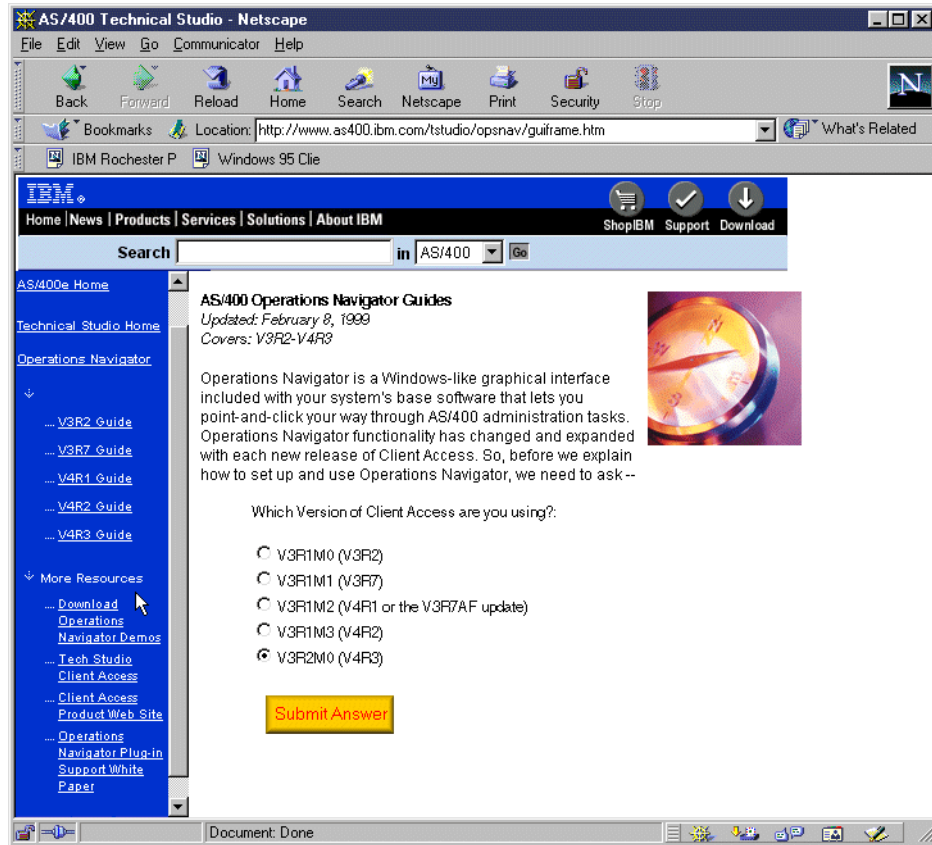 AS/400 Technical Studio - Netscape
File Edit View Go Communicator Help
Back Forward Reload Home Search Netscape Print Security Stop
My
N
Bookmarks Location: http://www.as400.ibm.com/tstudio/opsnav/guiframe.htm What's Related
IBM Rochester P Windows 95 Clie
IBM®
Home | News | Products | Services | Solutions | About IBM
ShopIBM Support Download
Search in AS/400 Go
AS/400e Home
Technical Studio Home
Operations Navigator
.... V3R2 Guide
.... V3R7 Guide
.... V4R1 Guide
.... V4R2 Guide
.... V4R3 Guide
More Resources
.... Download
Operations
Navigator Demos
.... Tech Studio
Client Access
.... Client Access
Product Web Site
.... Operations
Navigator Plug-in
Support White
Paper
AS/400 Operations Navigator Guides
Updated: February 8, 1999
Covers: V3R2-V4R3
Operations Navigator is a Windows-like graphical interface
included with your system's base software that lets you
point-and-click your way through AS/400 administration tasks.
Operations Navigator functionality has changed and expanded
with each new release of Client Access. So, before we explain
how to set up and use Operations Navigator, we need to ask --
Which Version of Client Access are you using?:
V3R1M0 (V3R2)
V3R1M1 (V3R7)
V3R1M2 (V4R1 or the V3R7AF update)
V3R1M3 (V4R2)
V3R2M0 (V4R3)
Submit Answer
Document: Done